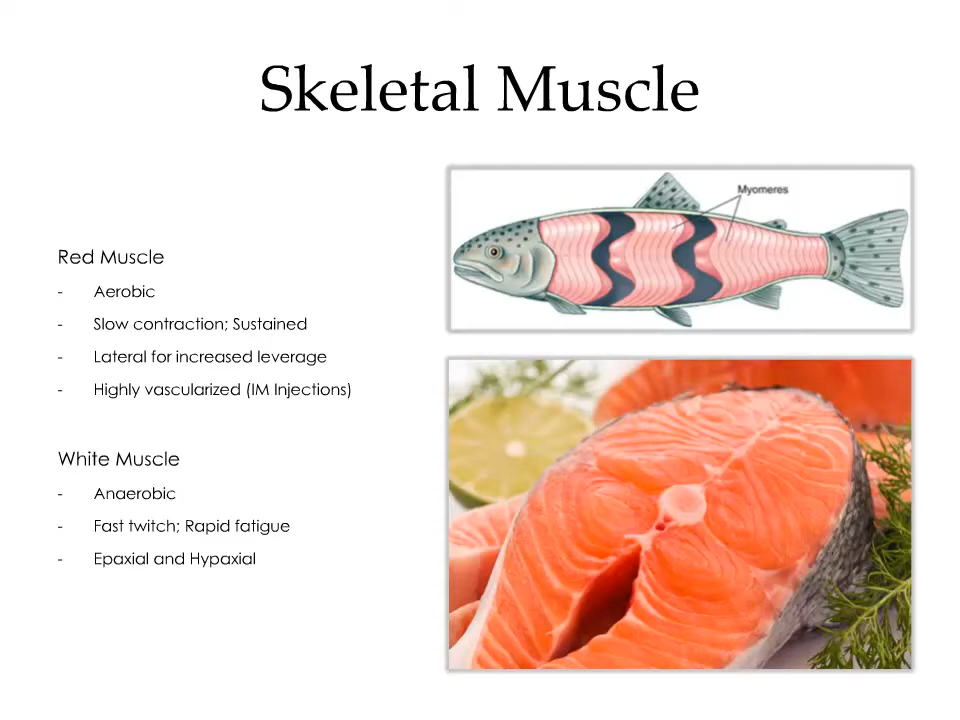 Skeletal Muscle
Myomeres
Red Muscle
- Aerobic
- Slow contraction; Sustained
- Lateral for increased leverage
- Highly vascularized (IM Injections)
White Muscle
- Anaerobic
- Fast twitch; Rapid fatigue
- Epaxial and Hypaxial